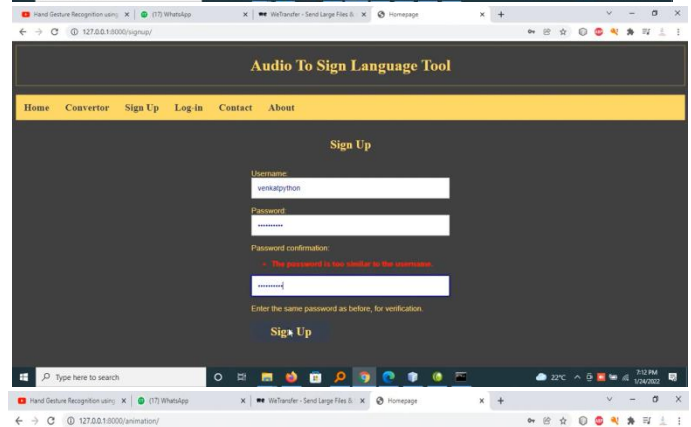 Hand Gesture Recognition using
(17) WhatsApp
WeTransfer - Send Large Files &
Homepage
127.0.0.1:8000/signup/
Audio To Sign Language Tool
Home Convertor Sign Up Log-in Contact About
Sign Up
Username:
venkatpython
Password:
••••••••••
Password confirmation:
The password is too similar to the username.
••••••••••
Enter the same password as before, for verification.
Sign Up
Type here to search
22°C
7:12 PM
1/24/2022
Hand Gesture Recognition using
(17) WhatsApp
WeTransfer - Send Large Files &
Homepage
127.0.0.1:8000/animation/